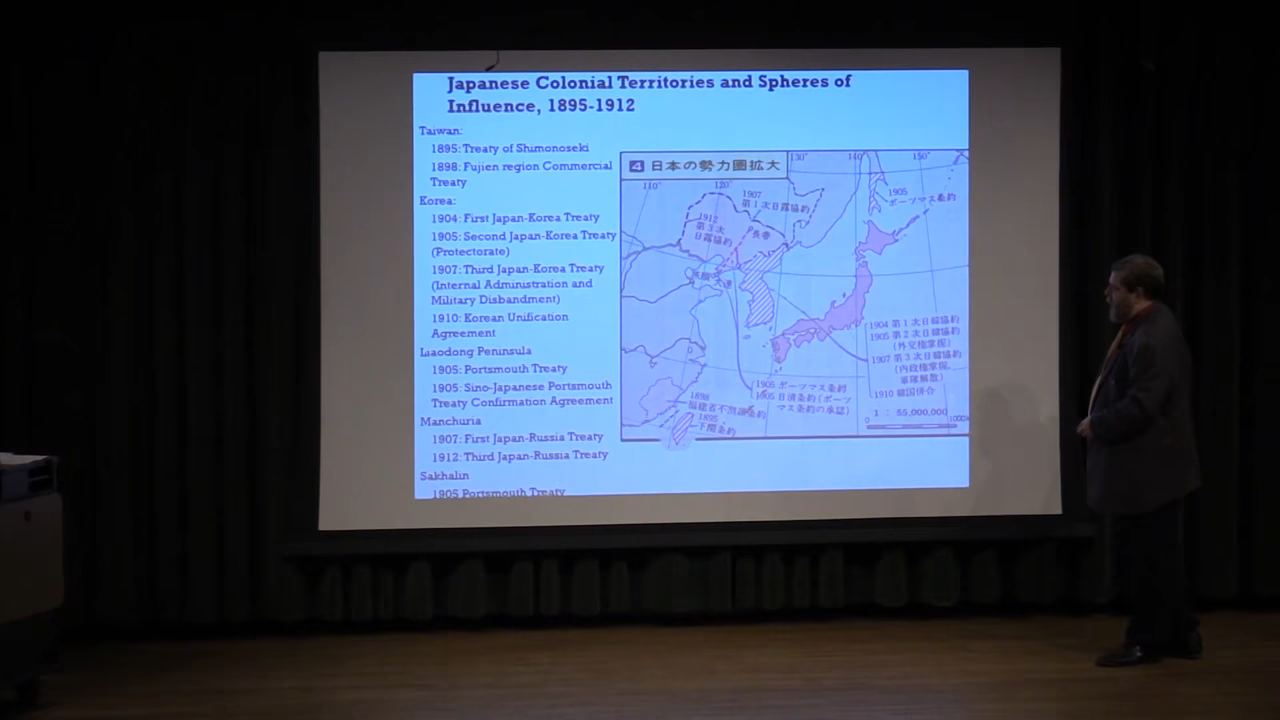 Japanese Colonial Territories and Spheres of
Influence, 1895-1912
Taiwan:
1895: Treaty of Shimonoseki
1898: Fujien region Commercial
Treaty
Korea:
1904: First Japan-Korea Treaty
1905: Second Japan-Korea Treaty
(Protectorate)
1907: Third Japan-Korea Treaty
(Internal Administration and
Military Disbandment)
1910: Korean Unification
Agreement
Liaodong Peninsula
1905: Portsmouth Treaty
1905: Sino-Japanese Portsmouth
Treaty Confirmation Agreement
Manchuria
1907: First Japan-Russia Treaty
1912: Third Japan-Russia Treaty
Sakhalin
1905 Portsmouth Treaty
4 日本の勢力圏拡大
110°
120°
130°
140°
150°
1907
第1次日露協約
1905
ポーツマス条約
1912
第3次
日露協約
長春
大連
1904 第1次日韓協約
1905 第2次日韓協約
(外交権掌握)
1907 第3次日韓協約
(内政権掌握,
軍隊解散)
1910 韓国併合
1905 ポーツマス条約
1905 日清条約(ポーツ
マス条約の承認)
1898
福建省不割譲条約
1895
下関条約
1 : 55,000,000
0